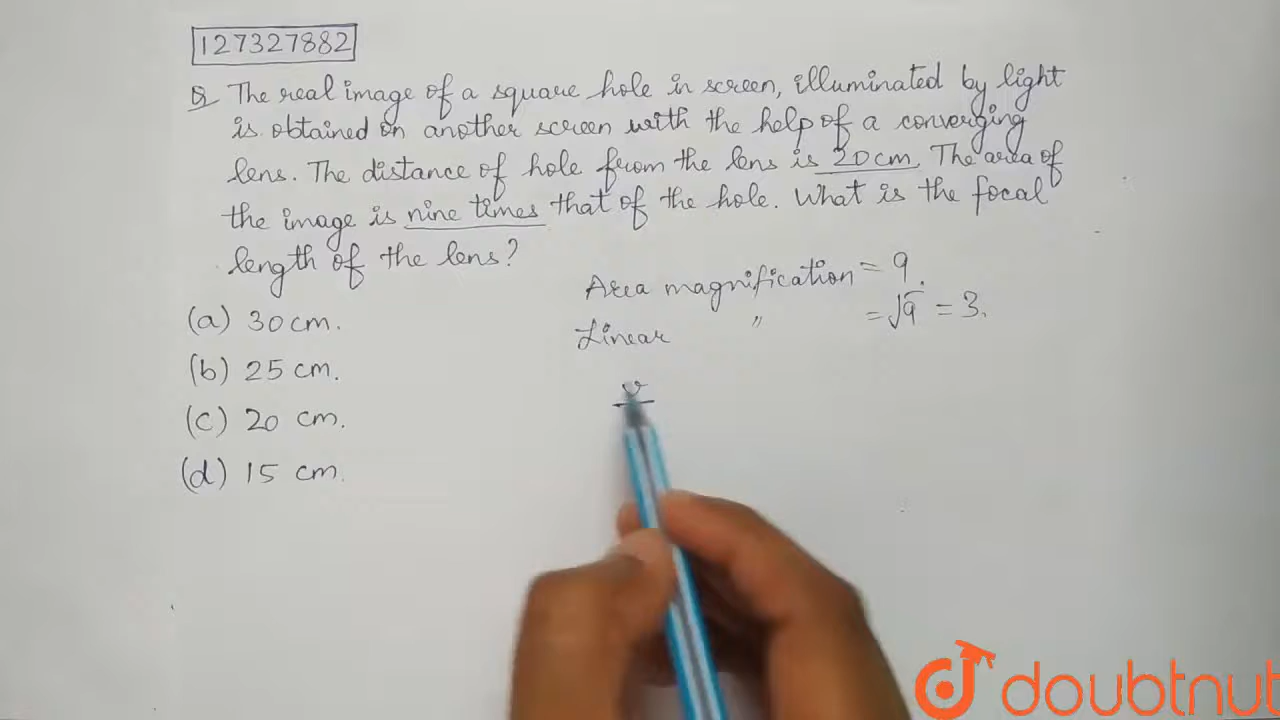 127327882
Q. The real image of a square hole in screen, illuminated by light
is obtained on another screen with the help of a converging
lens. The distance of hole from the lens is 20 cm. The area of
the image is nine times that of the hole. What is the focal
length of the lens?
(a) 30 cm.
(b) 25 cm.
(c) 20 cm.
(d) 15 cm.
Area magnification = 9.
Linear " = √9 = 3.
v
doubtnut